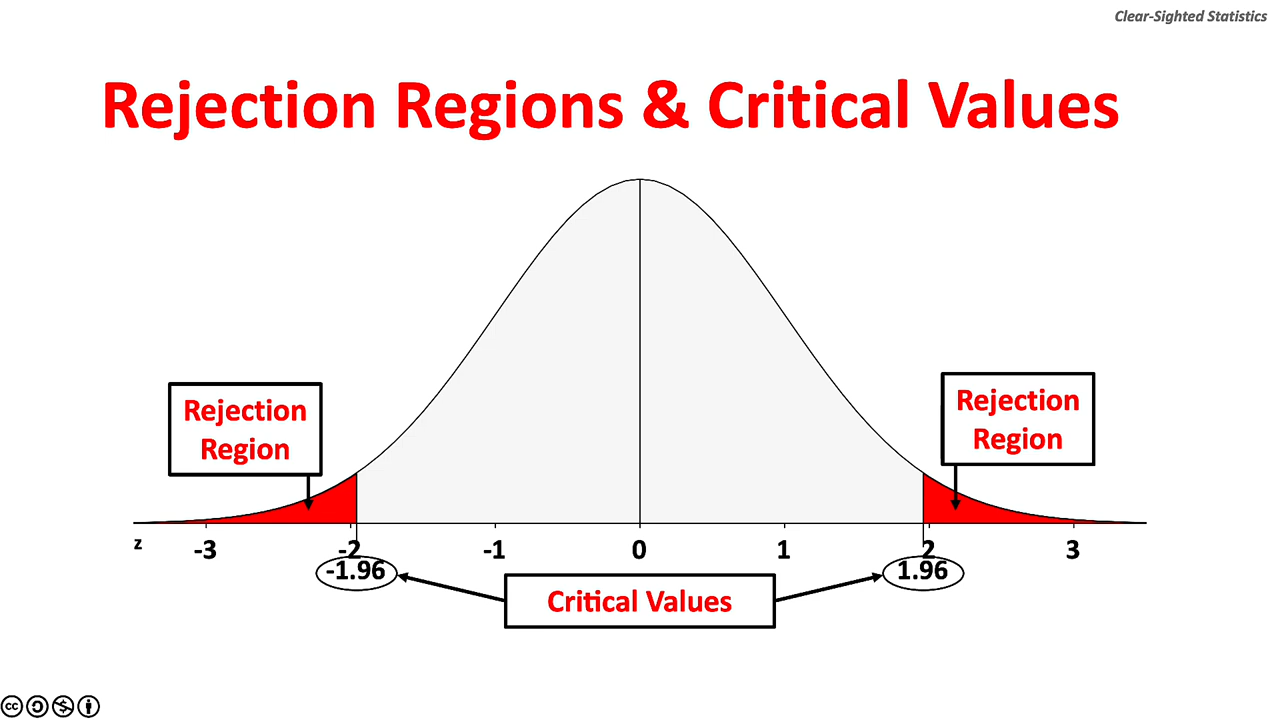 Clear-Sighted Statistics
Rejection Regions & Critical Values
Rejection
Region
Rejection
Region
z
-3
-2
-1
0
1
2
3
-1.96
1.96
Critical Values
cc